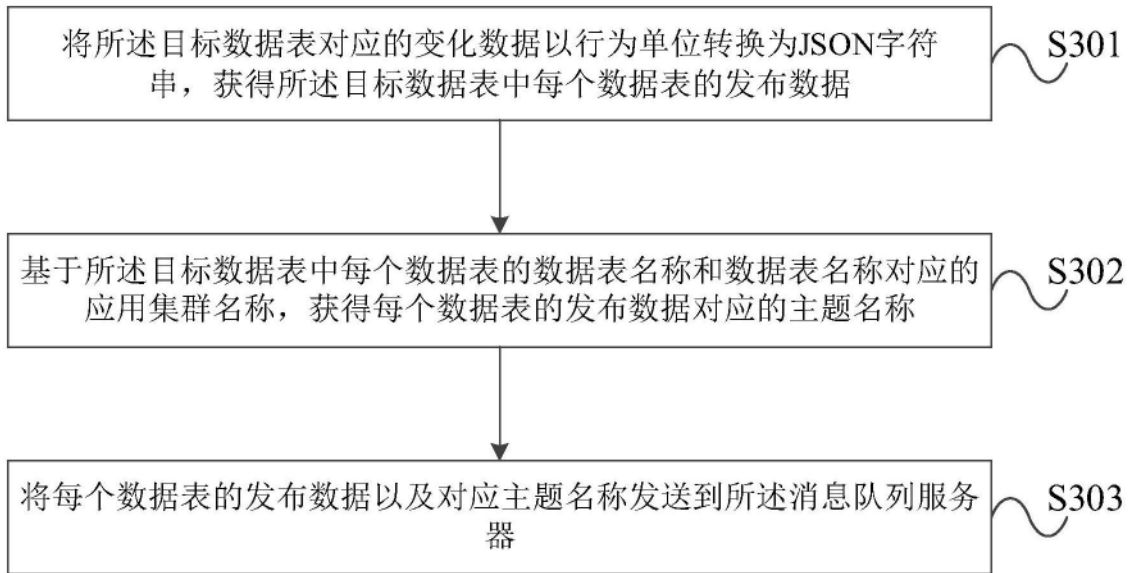 将所述目标数据表对应的变化数据以行为单位转换为JSON字符
串，获得所述目标数据表中每个数据表的发布数据
S301
基于所述目标数据表中每个数据表的数据表名称和数据表名称对应的
应用集群名称，获得每个数据表的发布数据对应的主题名称
S302
将每个数据表的发布数据以及对应主题名称发送到所述消息队列服务
器
S303